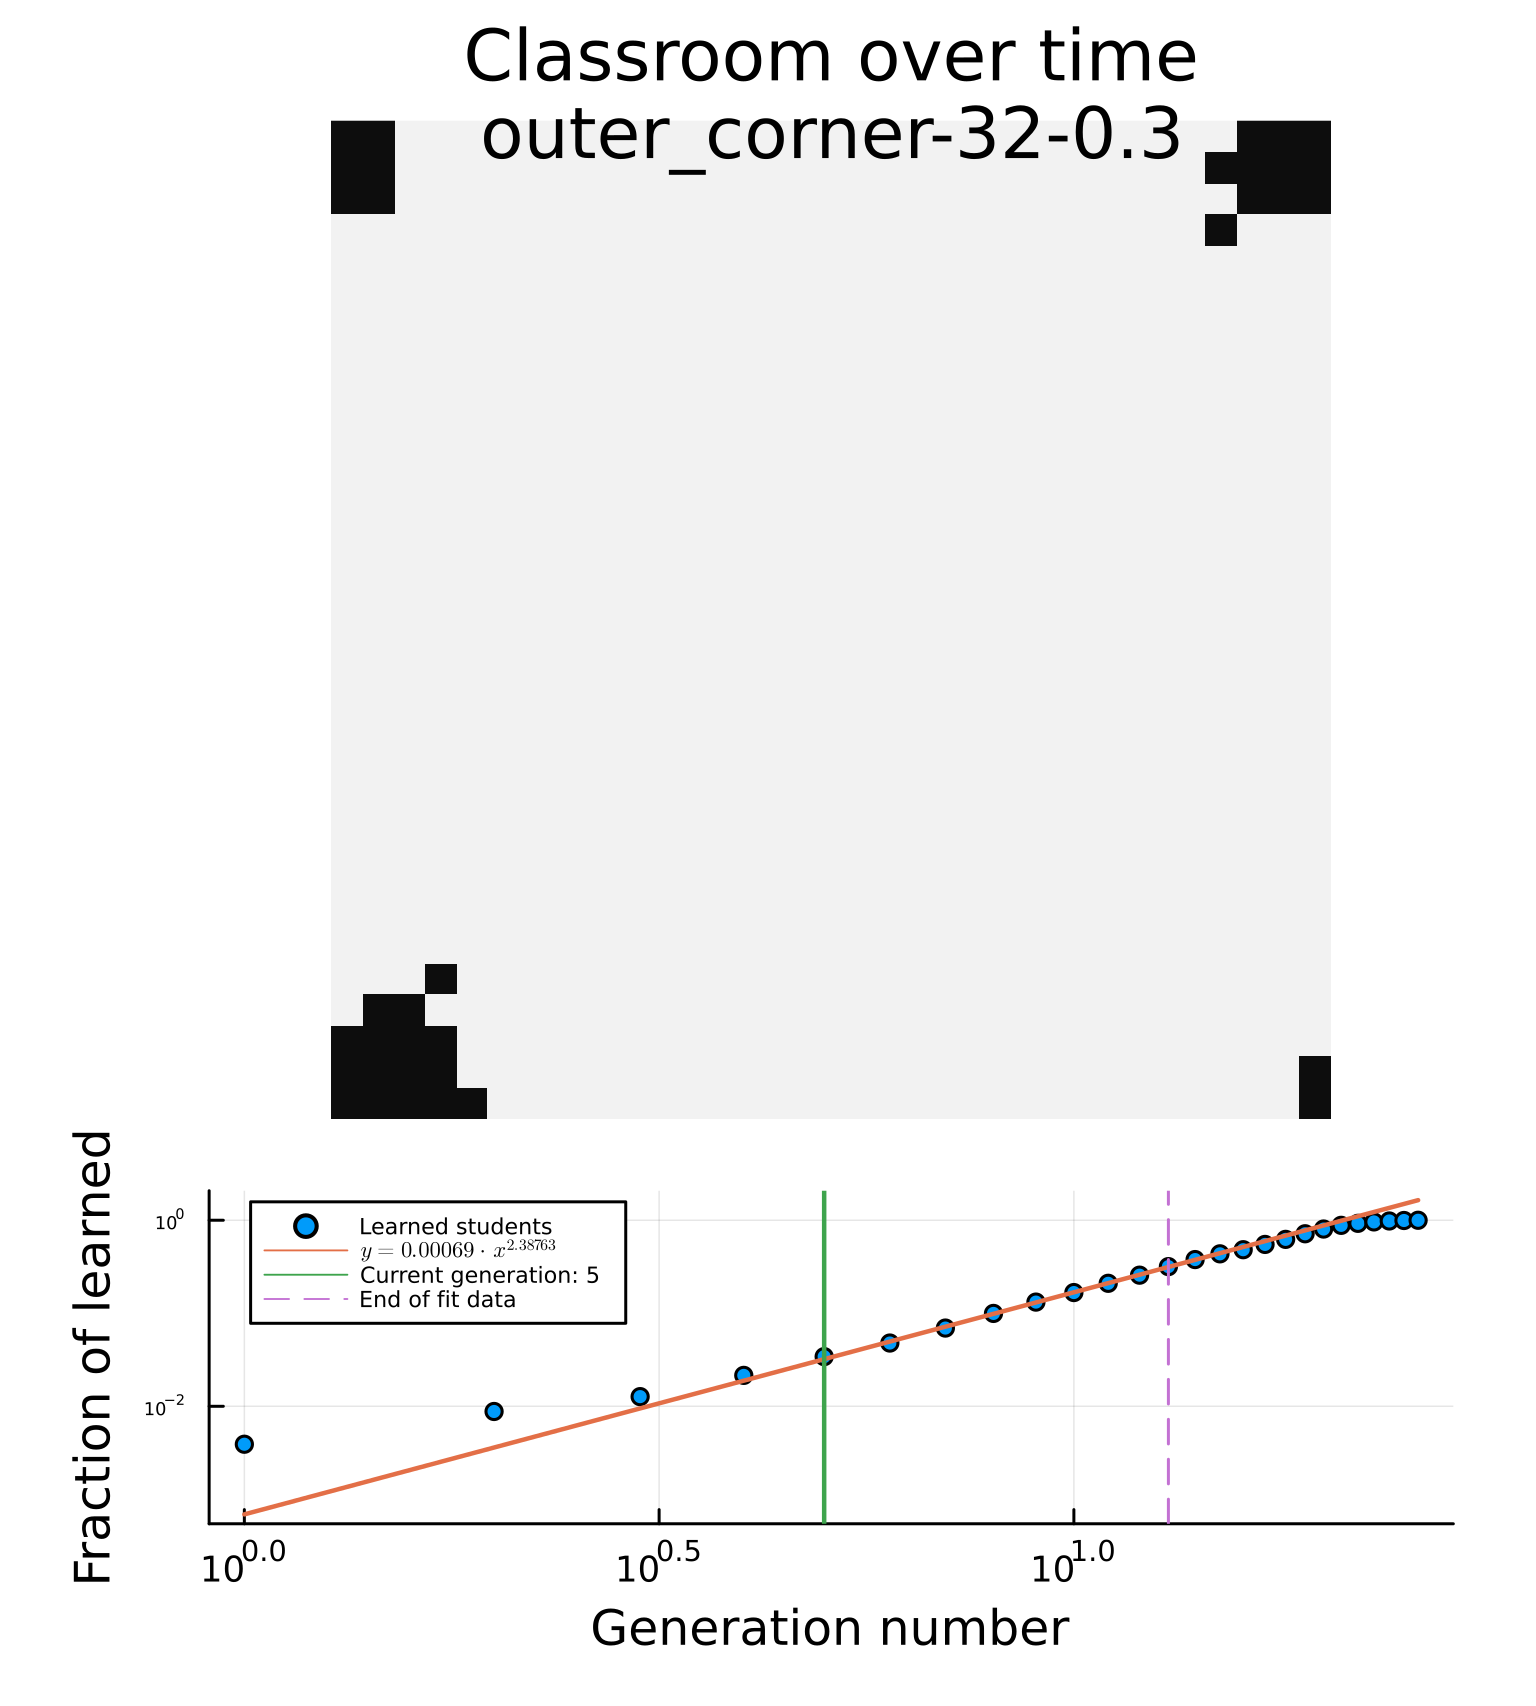 Classroom over time
outer_corner-32-0.3
Fraction of learned
10^0
10^−2
Learned students
y = 0.00069 · x^2.38763
Current generation: 5
End of fit data
10^0.0
10^0.5
10^1.0
Generation number